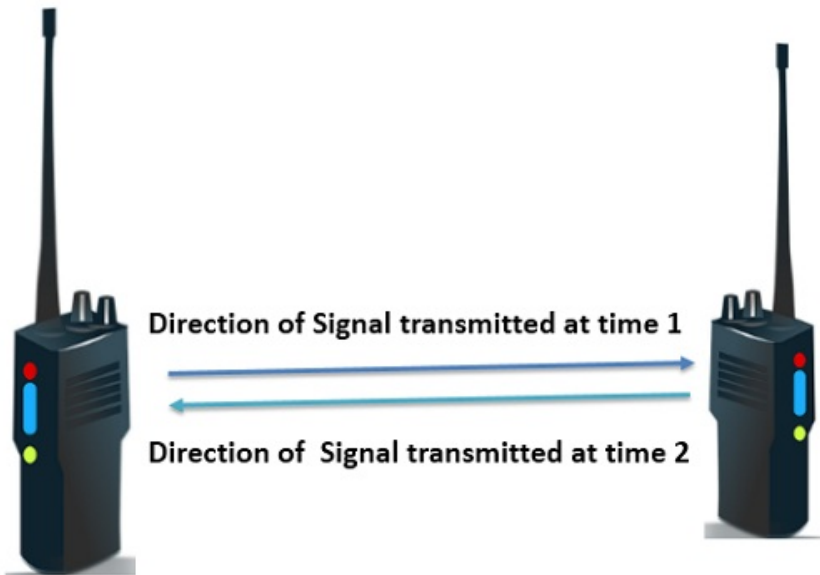 Direction of Signal transmitted at time 1
Direction of  Signal transmitted at time 2